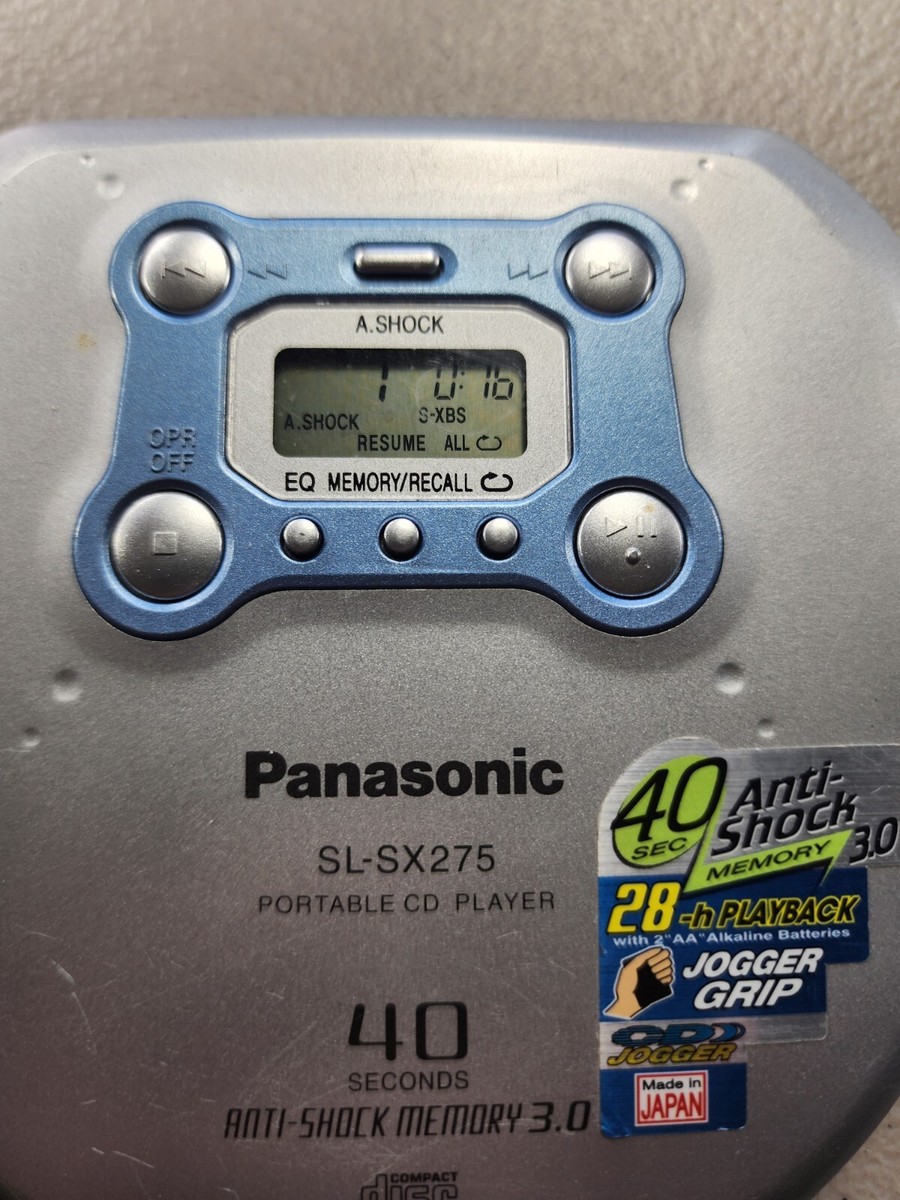 A.SHOCK
1 0:16
A.SHOCK S-XBS
RESUME ALL
OPR
OFF
EQ MEMORY/RECALL
Panasonic
SL-SX275
PORTABLE CD PLAYER
40
SECONDS
ANTI-SHOCK MEMORY 3.0
COMPACT
disc
40
SEC
Anti-
Shock
MEMORY 3.0
28-h PLAYBACK
with 2"AA"Alkaline Batteries
JOGGER
GRIP
CD
JOGGER
Made in
JAPAN